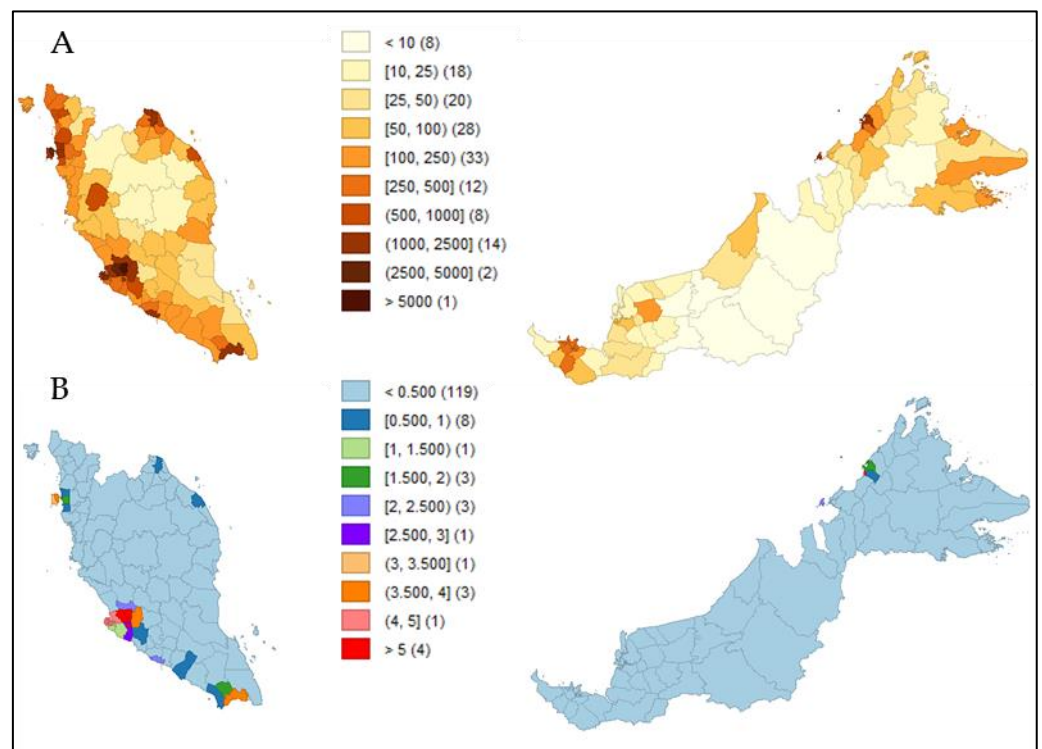 A
< 10 (8)
[10, 25) (18)
[25, 50) (20)
[50, 100) (28)
[100, 250) (33)
[250, 500] (12)
(500, 1000] (8)
(1000, 2500] (14)
(2500, 5000] (2)
> 5000 (1)
B
< 0.500 (119)
[0.500, 1) (8)
[1, 1.500) (1)
[1.500, 2) (3)
[2, 2.500) (3)
[2.500, 3] (1)
(3, 3.500] (1)
(3.500, 4] (3)
(4, 5] (1)
> 5 (4)